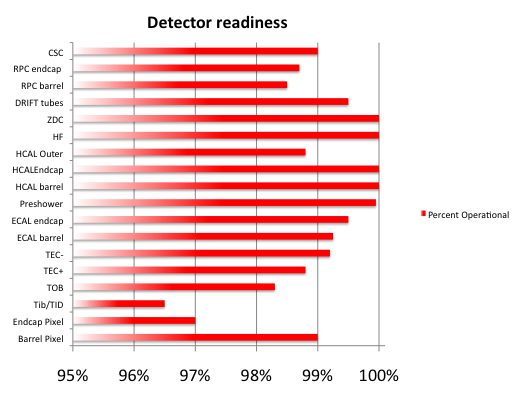 Detector readiness
CSC
RPC endcap
RPC barrel
DRIFT tubes
ZDC
HF
HCAL Outer
HCALEndcap
HCAL barrel
Preshower
ECAL endcap
ECAL barrel
TEC-
TEC+
TOB
Tib/TID
Endcap Pixel
Barrel Pixel
Percent Operational
95% 96% 97% 98% 99% 100%